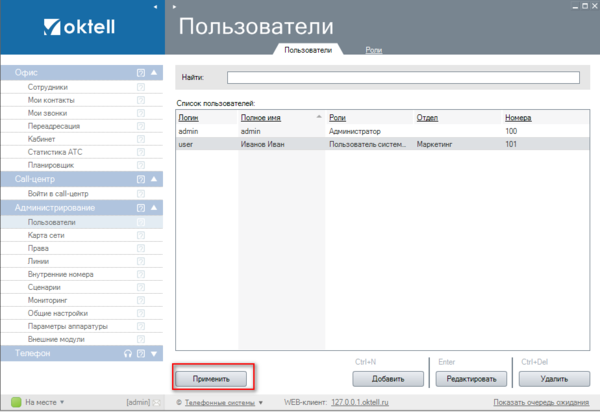 oktell
Пользователи
Пользователи Роли
Найти:
Список пользователей:
Логин Полное имя Роли Отдел Номера
admin admin Администратор 100
user Иванов Иван Пользователь систем... Маркетинг 101
Офис
Сотрудники
Мои контакты
Мои звонки
Переадресация
Кабинет
Статистика АТС
Планировщик
Call-центр
Войти в call-центр
Администрирование
Пользователи
Карта сети
Права
Линии
Внутренние номера
Сценарии
Мониторинг
Общие настройки
Параметры аппаратуры
Внешние модули
Телефон
Ctrl+N Enter Ctrl+Del
Применить Добавить Редактировать Удалить
На месте [admin] Телефонные системы WEB-клиент: 127.0.0.1.oktell.ru Показать очередь ожидания